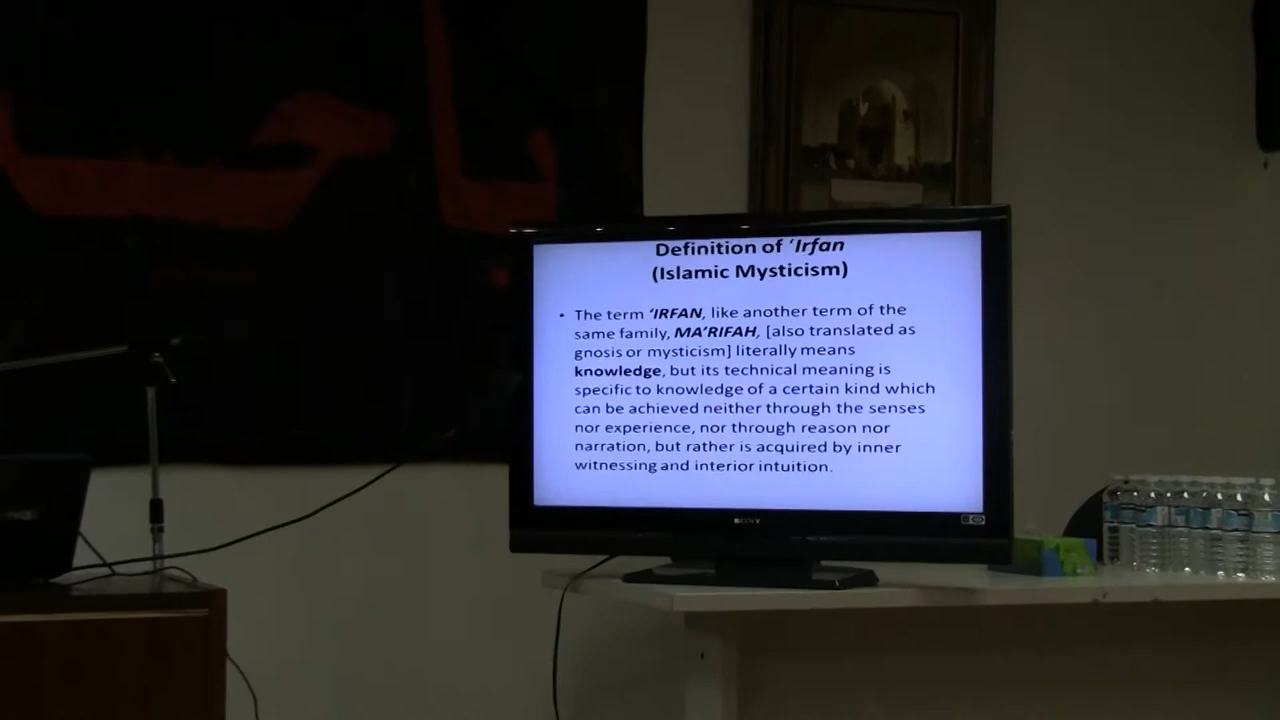 Definition of ‘Irfan
(Islamic Mysticism)
• The term ‘IRFAN, like another term of the
same family, MA’RIFAH, [also translated as
gnosis or mysticism] literally means
knowledge, but its technical meaning is
specific to knowledge of a certain kind which
can be achieved neither through the senses
nor experience, nor through reason nor
narration, but rather is acquired by inner
witnessing and interior intuition.
SONY